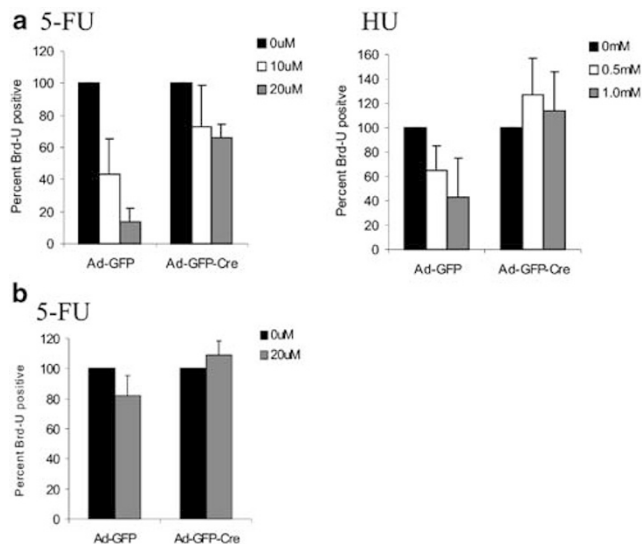 a 5-FU
Percent Brd-U positive
120
100
80
60
40
20
0
Ad-GFP Ad-GFP-Cre
0uM
10uM
20uM
HU
Percent Brd-U positive
160
140
120
100
80
60
40
20
0
Ad-GFP Ad-GFP-Cre
0mM
0.5mM
1.0mM
b 5-FU
Percent Brd-U positive
120
100
80
60
40
20
0
Ad-GFP Ad-GFP-Cre
0uM
20uM